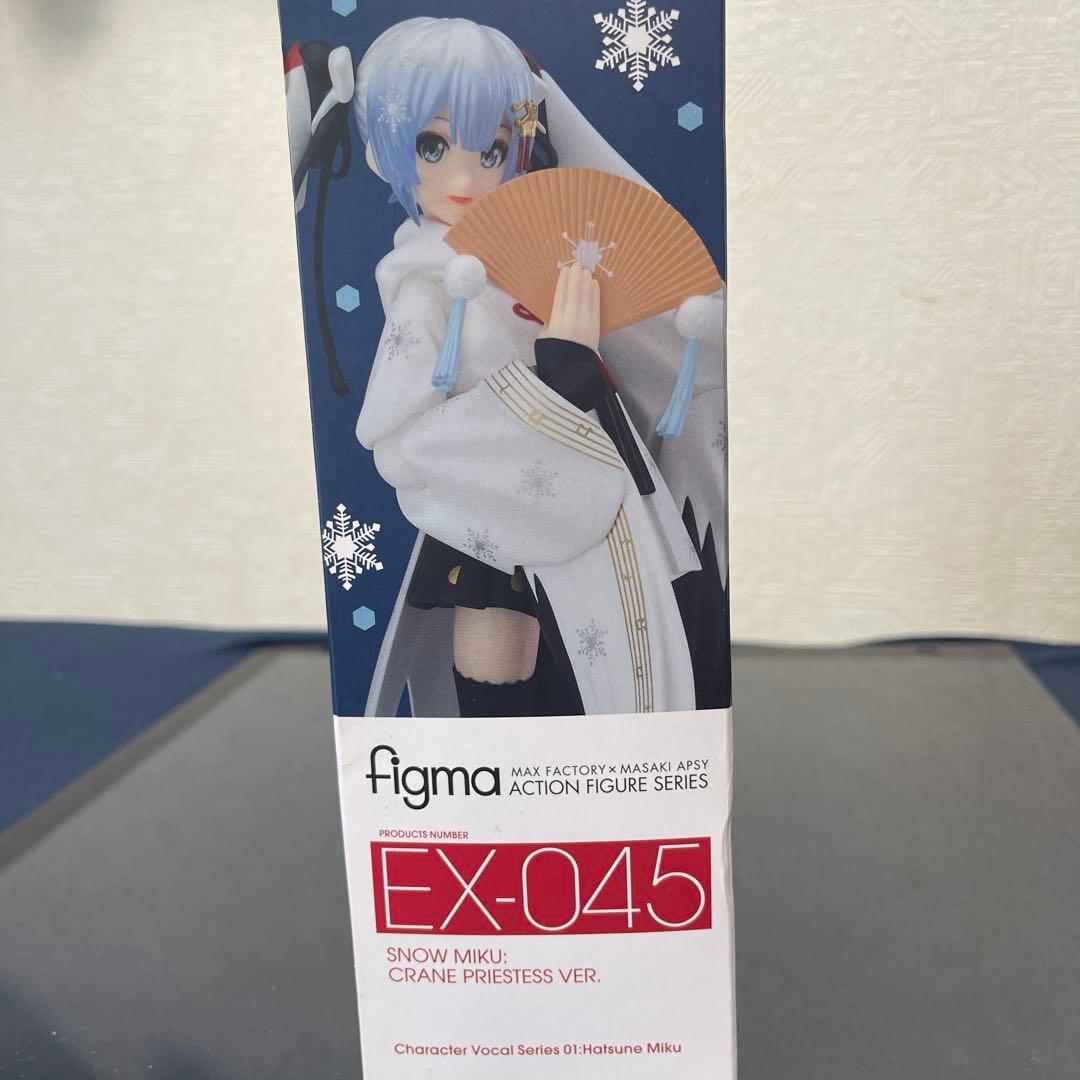 figma
MAX FACTORY × MASAKI APSY
ACTION FIGURE SERIES
PRODUCTS NUMBER
EX-045
SNOW MIKU:
CRANE PRIESTESS VER.
Character Vocal Series 01:Hatsune Miku